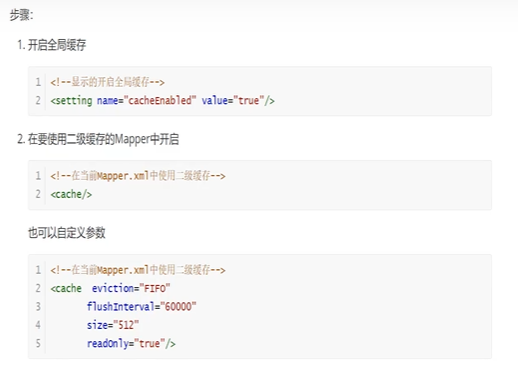 步骤：
1. 开启全局缓存
1 <!--显示的开启全局缓存-->
2 <setting name="cacheEnabled" value="true"/>
2. 在要使用二级缓存的Mapper中开启
1 <!--在当前Mapper.xml中使用二级缓存-->
2 <cache/>
也可以自定义参数
1 <!--在当前Mapper.xml中使用二级缓存-->
2 <cache  eviction="FIFO"
3 flushInterval="60000"
4 size="512"
5 readOnly="true"/>